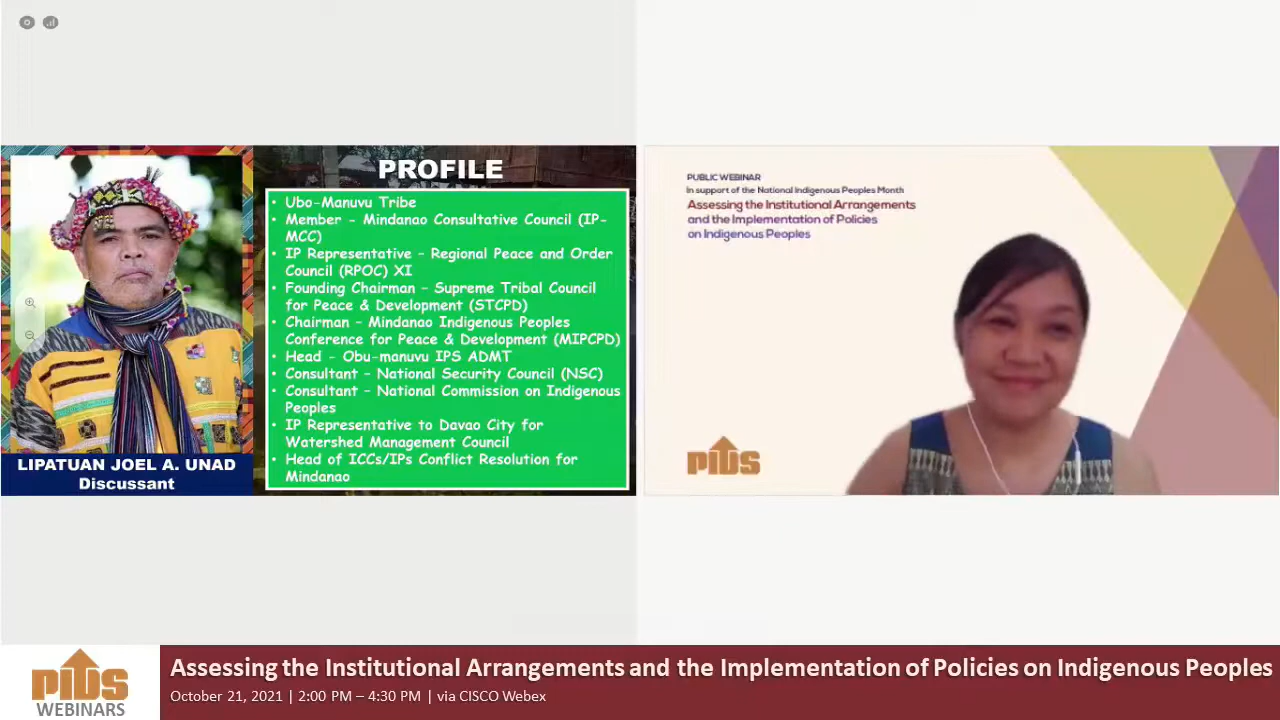 PROFILE
• Ubo-Manuvu Tribe
• Member - Mindanao Consultative Council (IP-
MCC)
• IP Representative - Regional Peace and Order
Council (RPOC) XI
• Founding Chairman - Supreme Tribal Council
for Peace & Development (STCPD)
• Chairman - Mindanao Indigenous Peoples
Conference for Peace & Development (MIPCPD)
• Head - Obu-manuvu IPS ADMT
• Consultant - National Security Council (NSC)
• Consultant - National Commission on Indigenous
Peoples
• IP Representative to Davao City for
Watershed Management Council
• Head of ICCs/IPs Conflict Resolution for
Mindanao
LIPATUAN JOEL A. UNAD
Discussant
PUBLIC WEBINAR
In support of the National Indigenous Peoples Month
Assessing the Institutional Arrangements
and the Implementation of Policies
on Indigenous Peoples
PIDS
PIDS
WEBINARS
Assessing the Institutional Arrangements and the Implementation of Policies on Indigenous Peoples
October 21, 2021 | 2:00 PM – 4:30 PM | via CISCO Webex